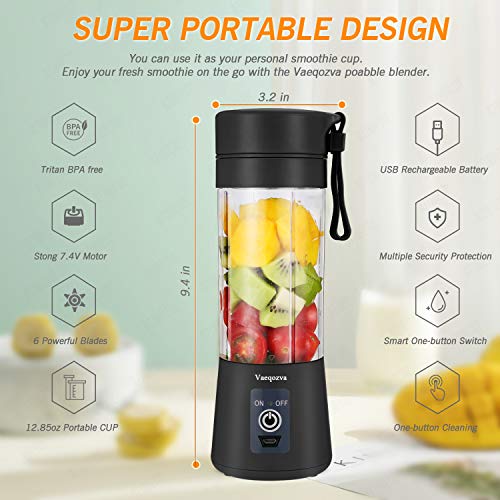 SUPER PORTABLE DESIGN
You can use it as your personal smoothie cup.
Enjoy your fresh smoothie on the go with the Vaeqozva poabble blender.
3.2 in
BPA
FREE
Tritan BPA free
USB Rechargeable Battery
Stong 7.4V Motor
Multiple Security Protection
9.4 in
6 Powerful Blades
Smart One-button Switch
Vaeqozva
ON OFF
12.85oz Portable CUP
One-button Cleaning